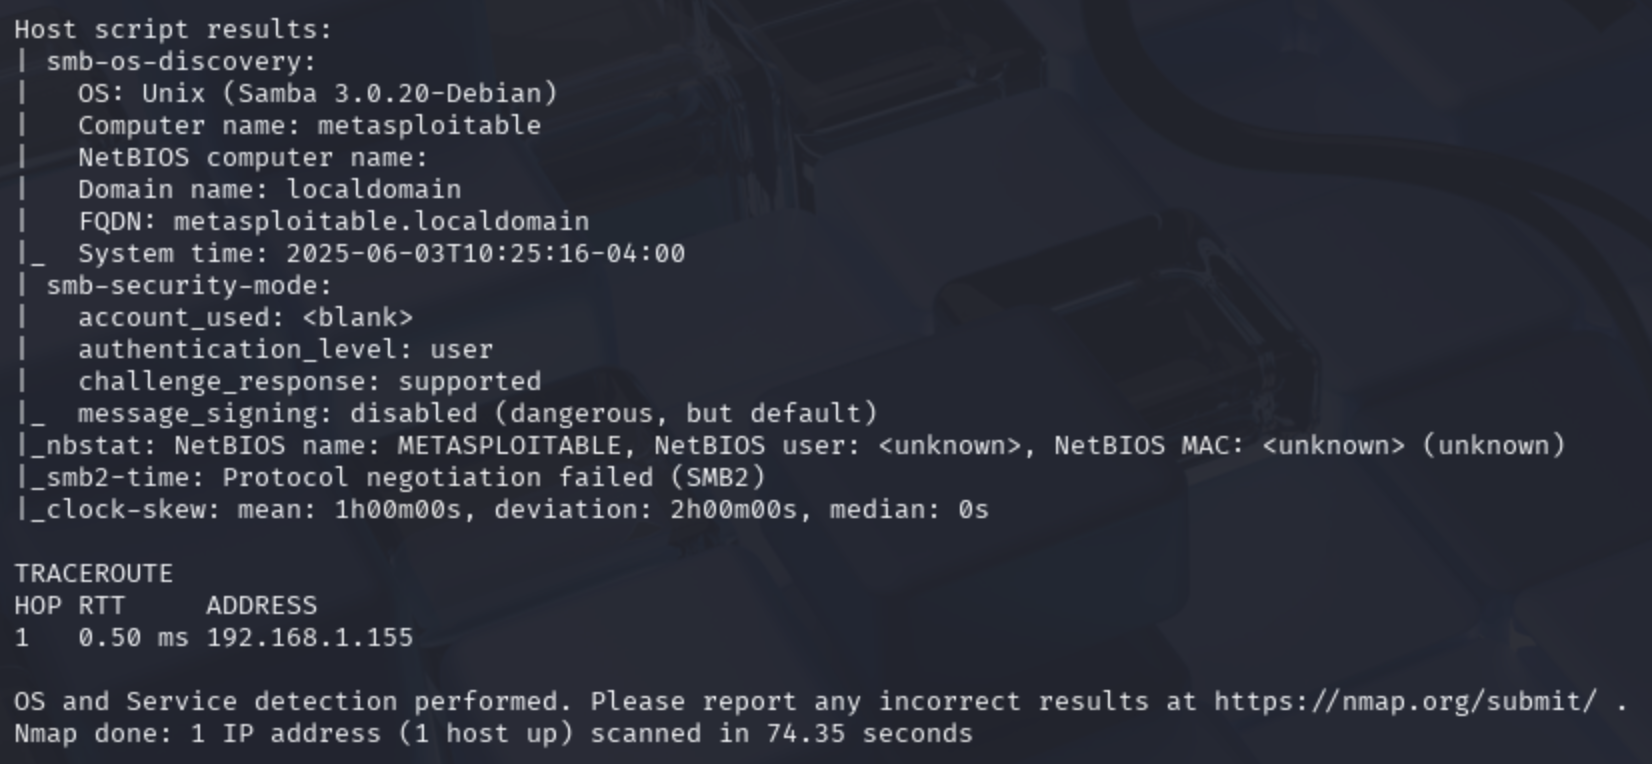 Host script results:
| smb-os-discovery:
|   OS: Unix (Samba 3.0.20-Debian)
|   Computer name: metasploitable
|   NetBIOS computer name:
|   Domain name: localdomain
|   FQDN: metasploitable.localdomain
|_  System time: 2025-06-03T10:25:16-04:00
| smb-security-mode:
|   account_used: <blank>
|   authentication_level: user
|   challenge_response: supported
|_  message_signing: disabled (dangerous, but default)
|_nbstat: NetBIOS name: METASPLOITABLE, NetBIOS user: <unknown>, NetBIOS MAC: <unknown> (unknown)
|_smb2-time: Protocol negotiation failed (SMB2)
|_clock-skew: mean: 1h00m00s, deviation: 2h00m00s, median: 0s

TRACEROUTE
HOP RTT     ADDRESS
1   0.50 ms 192.168.1.155

OS and Service detection performed. Please report any incorrect results at https://nmap.org/submit/ .
Nmap done: 1 IP address (1 host up) scanned in 74.35 seconds